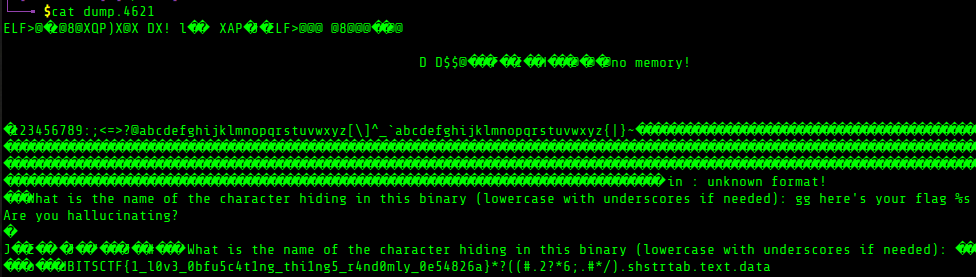 $cat dump.4621
ELF>@�@8@XQP)X@X DX! l�� XAP�J�ELF>@@@ @8@@@��@@
D D$$@���no memory!
�123456789:;<=>?@abcdefghijklmnopqrstuvwxyz[\]^_`abcdefghijklmnopqrstuvwxyz{|}~�
in : unknown format!
What is the name of the character hiding in this binary (lowercase with underscores if needed): gg here's your flag %s
Are you hallucinating?
�
What is the name of the character hiding in this binary (lowercase with underscores if needed):
BITSCTF{1_l0v3_0bfu5c4t1ng_th1ng5_r4nd0mly_0e54826a}*?((#.2?*6;.#*/).shstrtab.text.data